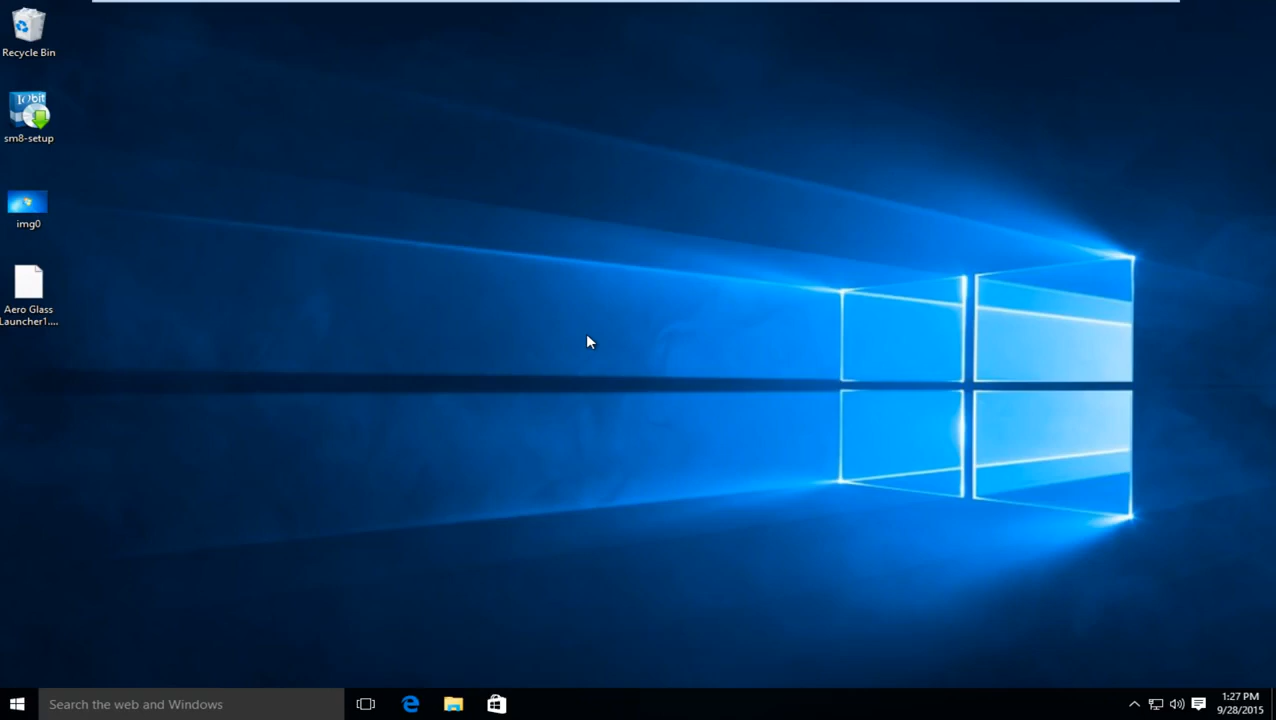 Recycle Bin
IObit
sm8-setup
img0
Aero Glass
Launcher1....
Search the web and Windows
1:27 PM
9/28/2015